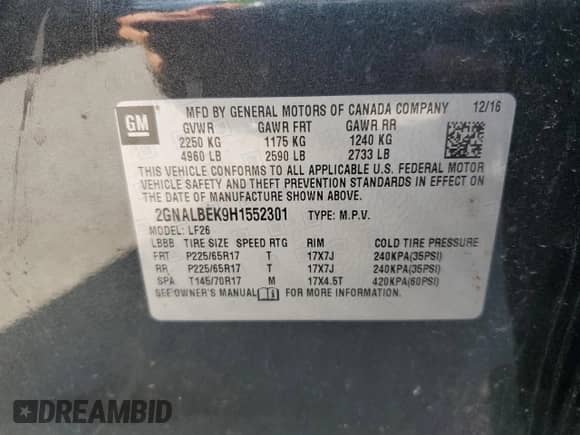 GM
MFD BY GENERAL MOTORS OF CANADA COMPANY 12/16
GVWR GAWR FRT GAWR RR
2250 KG 1175 KG 1240 KG
4960 LB 2590 LB 2733 LB
THIS VEHICLE CONFORMS TO ALL APPLICABLE U.S. FEDERAL MOTOR
VEHICLE SAFETY AND THEFT PREVENTION STANDARDS IN EFFECT ON THE
DATE OF MANUFACTURE SHOWN ABOVE.
2GNALBEK9H1552301 TYPE: M.P.V.
MODEL: LF26
LBBB TIRE SIZE SPEED RTG RIM COLD TIRE PRESSURE
FRT P225/65R17 T 17X7J 240KPA(35PSI)
RR P225/65R17 T 17X7J 240KPA(35PSI)
SPA T145/70R17 M 17X4.5T 420KPA(60PSI)
SEE OWNER'S MANUAL FOR MORE INFORMATION.
DREAMBID